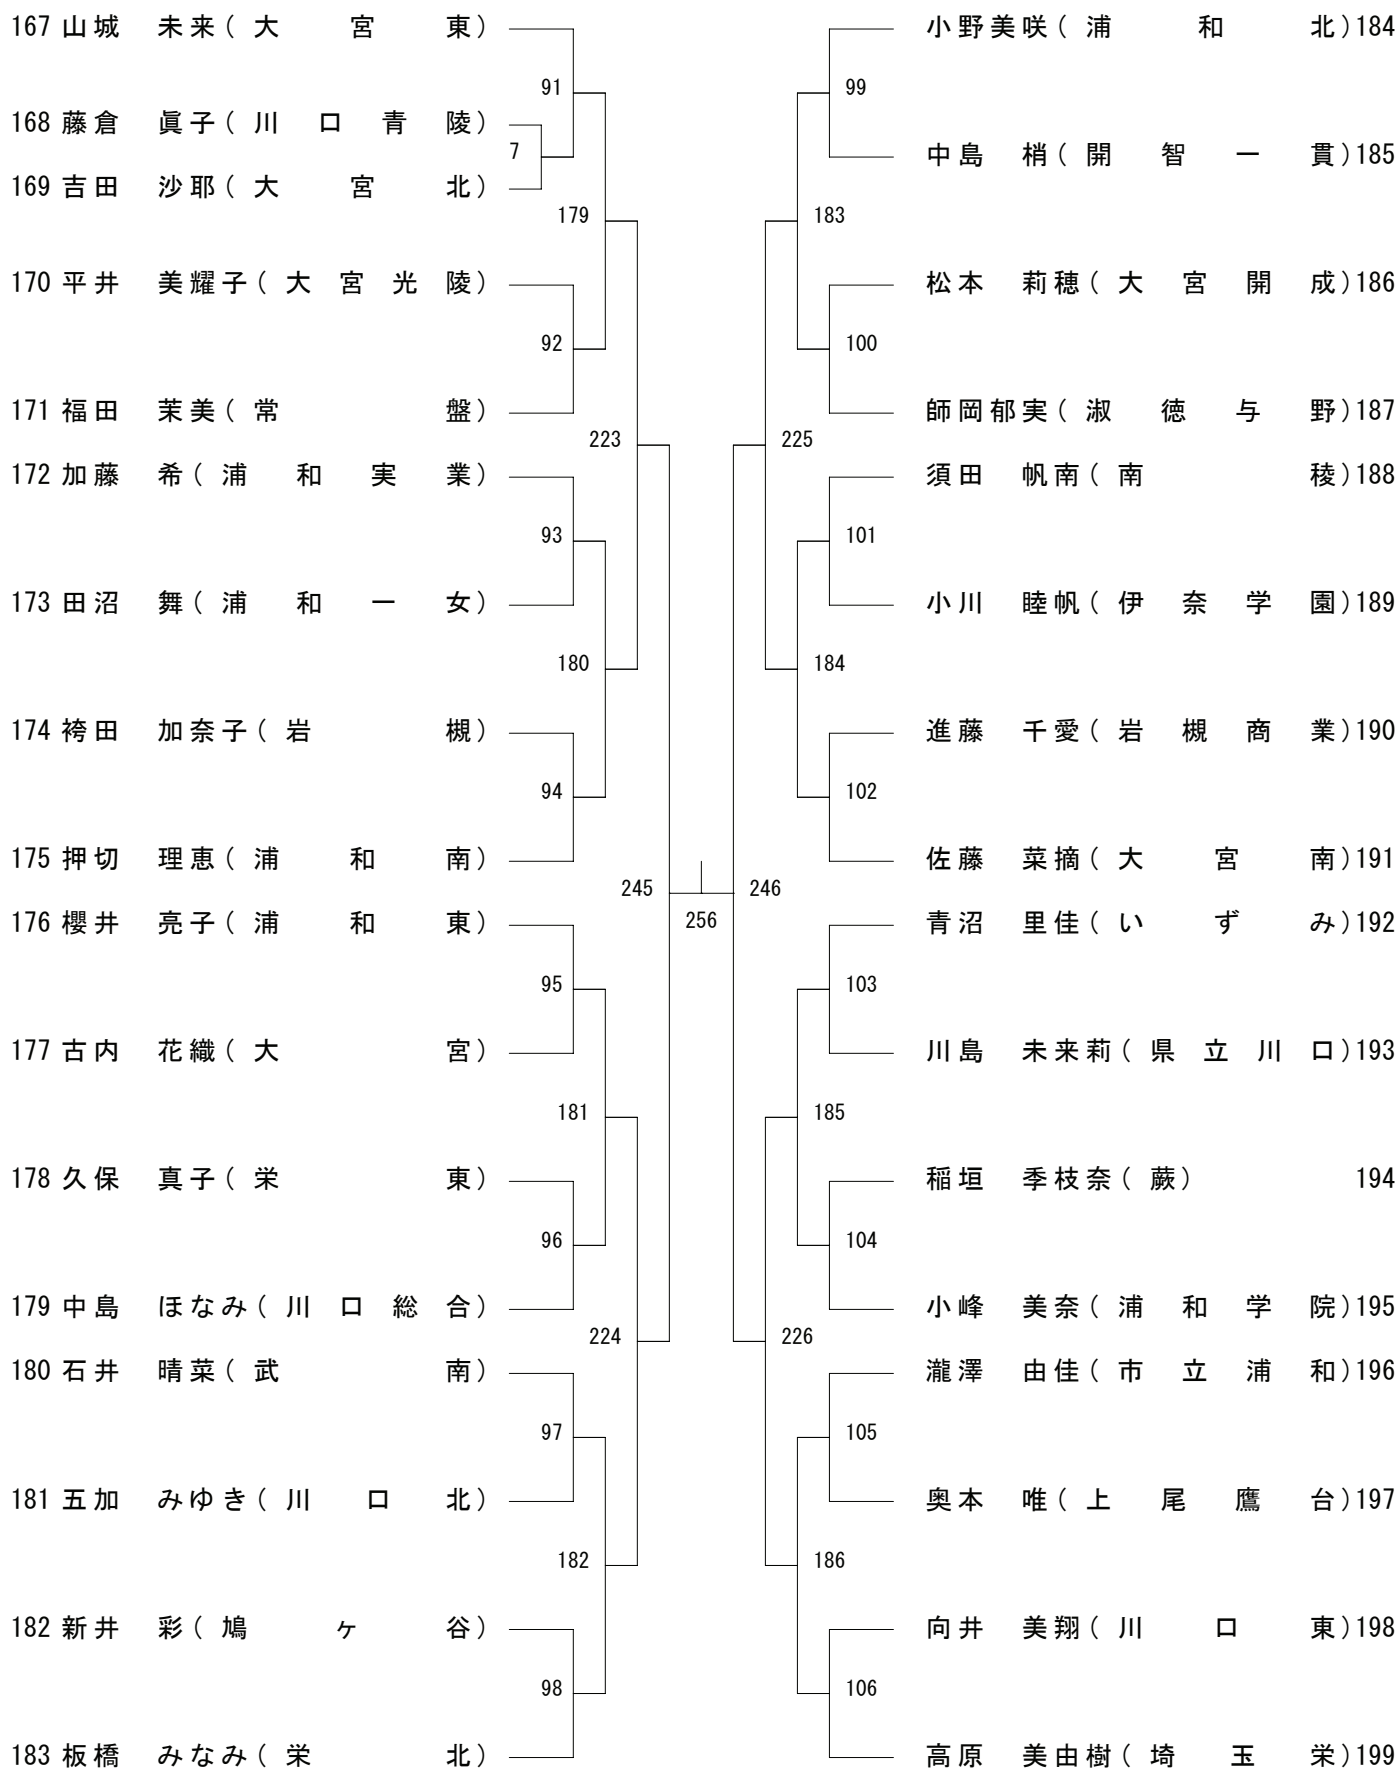 167 山城 未来( 大 宮 東 )
91
168 藤倉 眞子( 川 口 青 陵 )
7
169 吉田 沙耶( 大 宮 北 )
179
170 平井 美耀子( 大 宮 光 陵 )
92
171 福田 茉美( 常 盤 )
223
172 加藤 希( 浦 和 実 業 )
93
173 田沼 舞( 浦 和 一 女 )
180
174 袴田 加奈子( 岩 槻 )
94
175 押切 理恵( 浦 和 南 )
245
176 櫻井 亮子( 浦 和 東 )
95
177 古内 花織( 大 宮 )
181
178 久保 真子( 栄 東 )
96
179 中島 ほなみ( 川 口 総 合 )
224
180 石井 晴菜( 武 南 )
97
181 五加 みゆき( 川 口 北 )
182
182 新井 彩( 鳩 ヶ 谷 )
98
183 板橋 みなみ( 栄 北 )
256
小野美咲( 浦 和 北 )184
99
中島 梢( 開 智 一 貫 )185
183
松本 莉穂( 大 宮 開 成 )186
100
師岡郁実( 淑 徳 与 野 )187
225
須田 帆南( 南 稜 )188
101
小川 睦帆( 伊 奈 学 園 )189
184
進藤 千愛( 岩 槻 商 業 )190
102
佐藤 菜摘( 大 宮 南 )191
246
青沼 里佳( い ず み )192
103
川島 未来莉( 県 立 川 口 )193
185
稲垣 季枝奈( 蕨 ) 194
104
小峰 美奈( 浦 和 学 院 )195
226
瀧澤 由佳( 市 立 浦 和 )196
105
奥本 唯( 上 尾 鷹 台 )197
186
向井 美翔( 川 口 東 )198
106
高原 美由樹( 埼 玉 栄 )199